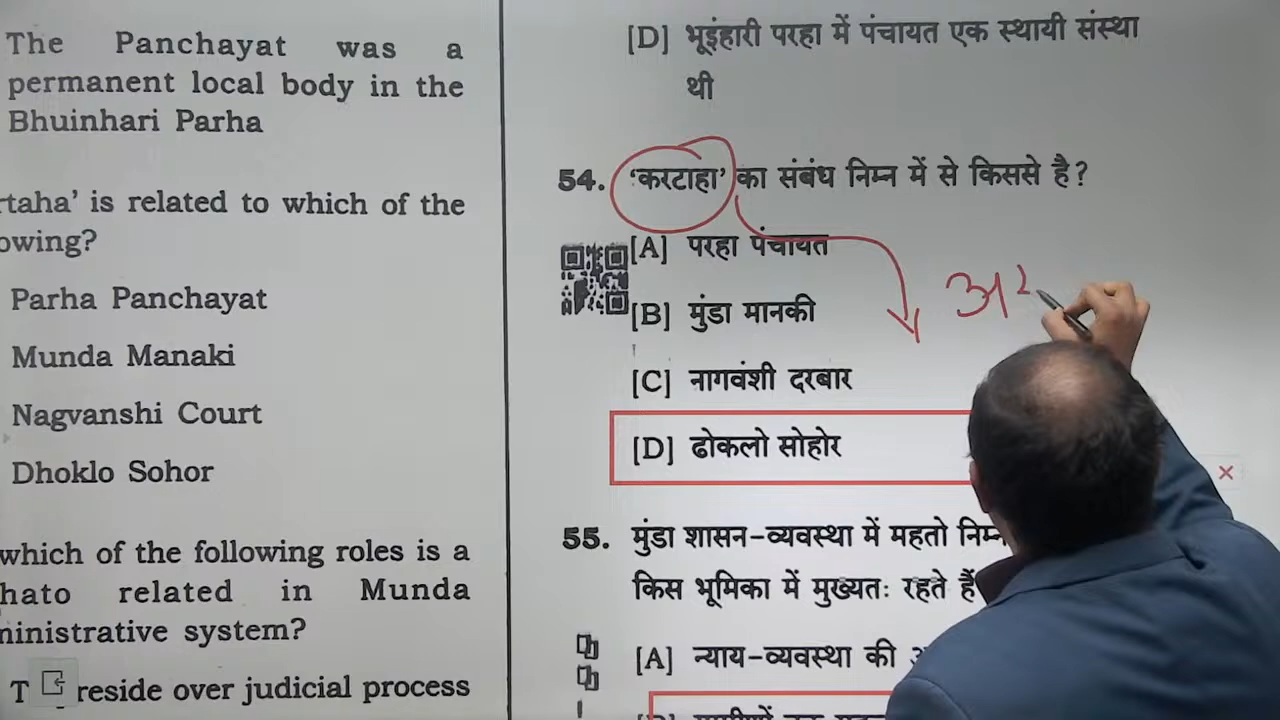 The Panchayat was a
permanent local body in the
Bhuinhari Parha
rtaha’ is related to which of the
owing?
Parha Panchayat
Munda Manaki
Nagvanshi Court
Dhoklo Sohor
which of the following roles is a
hato related in Munda
ministrative system?
reside over judicial process
[D] भूइंहारी परहा में पंचायत एक स्थायी संस्था
थी
54. ‘करटाहा’ का संबंध निम्न में से किससे है?
[A] परहा पंचायत
[B] मुंडा मानकी
[C] नागवंशी दरबार
[D] ढोकलो सोहोर
55. मुंडा शासन-व्यवस्था में महतो
किस भूमिका में मुख्यतः रहते हैं
[A] न्याय-व्यवस्था की